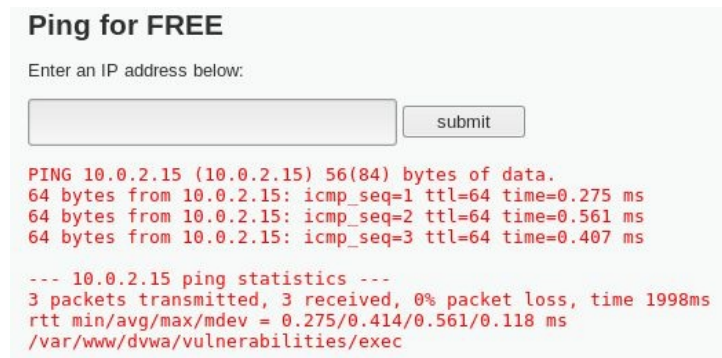 Ping for FREE
Enter an IP address below:
submit
PING 10.0.2.15 (10.0.2.15) 56(84) bytes of data.
64 bytes from 10.0.2.15: icmp_seq=1 ttl=64 time=0.275 ms
64 bytes from 10.0.2.15: icmp_seq=2 ttl=64 time=0.561 ms
64 bytes from 10.0.2.15: icmp_seq=3 ttl=64 time=0.407 ms
--- 10.0.2.15 ping statistics ---
3 packets transmitted, 3 received, 0% packet loss, time 1998ms
rtt min/avg/max/mdev = 0.275/0.414/0.561/0.118 ms
/var/www/dvwa/vulnerabilities/exec